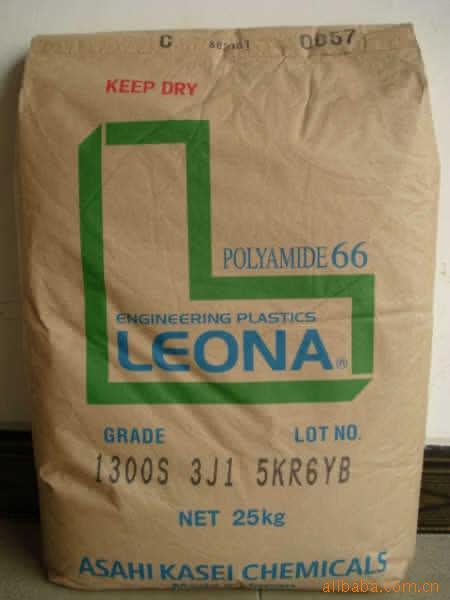 C 0657
KEEP DRY
POLYAMIDE 66
ENGINEERING PLASTICS
LEONA®
GRADE LOT NO.
1300S 3J1 5KR6YB
NET 25kg
ASAHI KASEI CHEMICALS
alibaba.com.cn